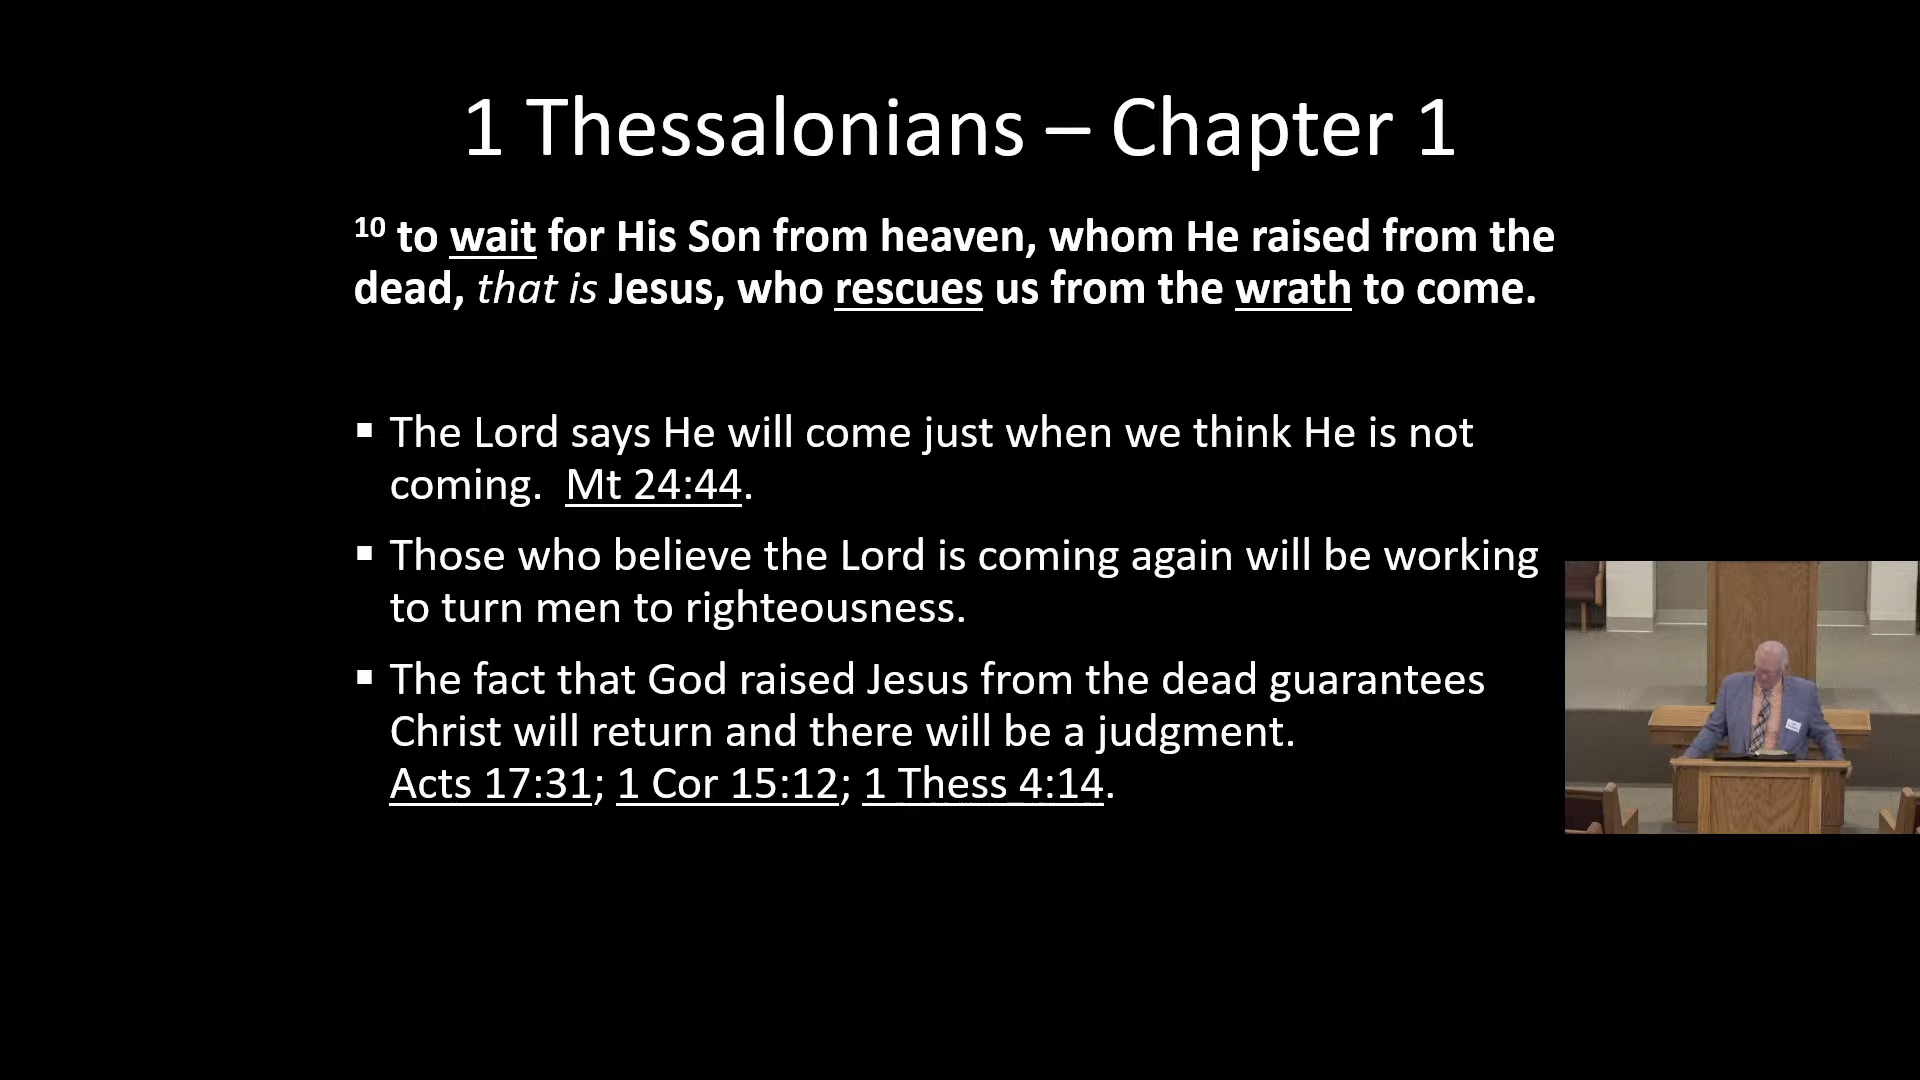 1 Thessalonians – Chapter 1
10 to wait for His Son from heaven, whom He raised from the
dead, that is Jesus, who rescues us from the wrath to come.
▪ The Lord says He will come just when we think He is not
coming.  Mt 24:44.
▪ Those who believe the Lord is coming again will be working
to turn men to righteousness.
▪ The fact that God raised Jesus from the dead guarantees
Christ will return and there will be a judgment.
Acts 17:31; 1 Cor 15:12; 1 Thess 4:14.